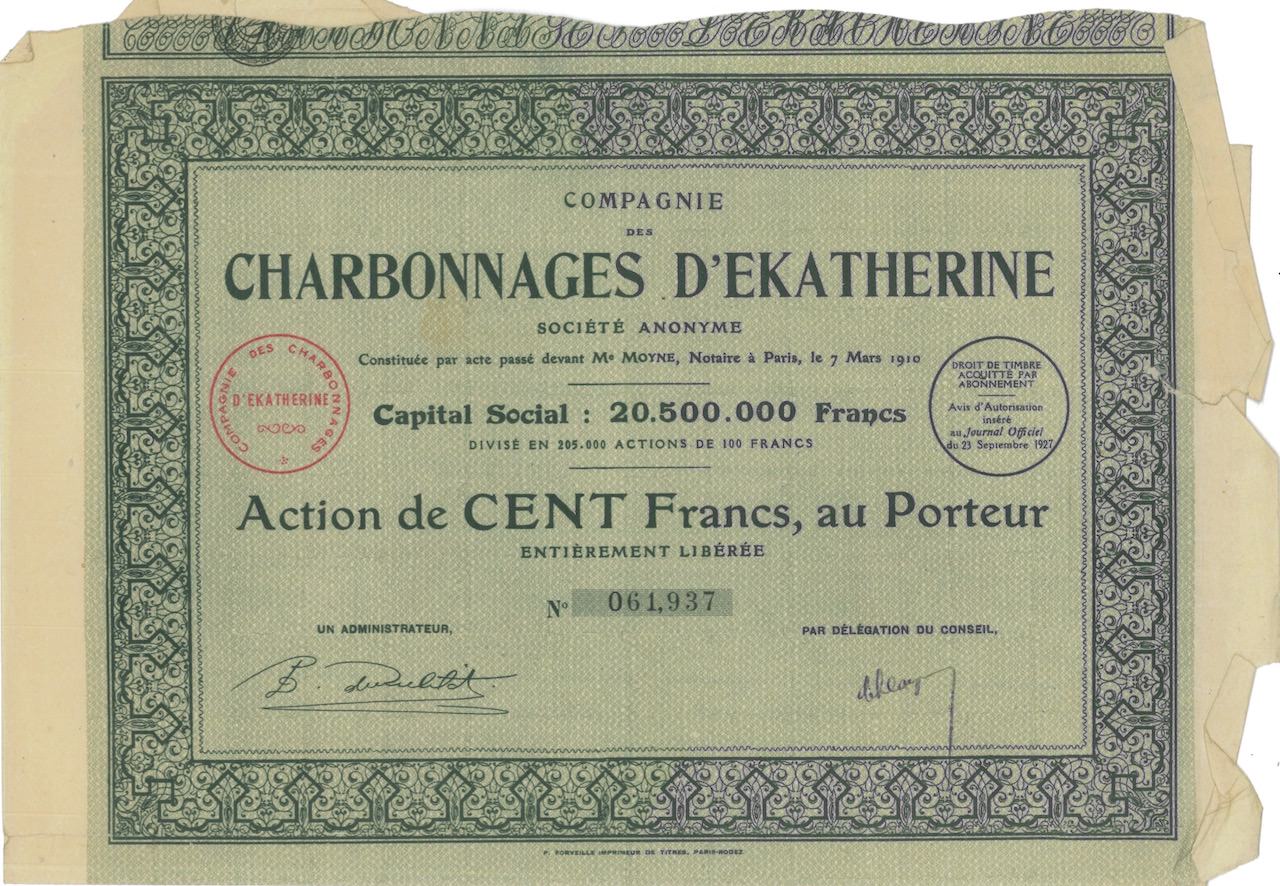 COMPAGNIE
DES
CHARBONNAGES D'EKATHERINE
SOCIÉTÉ ANONYME
Constituée par acte passé devant Mᵉ MOYNE, Notaire à Paris, le 7 Mars 1910
Capital Social : 20.500.000 Francs
DIVISÉ EN 205.000 ACTIONS DE 100 FRANCS
COMPAGNIE DES CHARBONNAGES
D'EKATHERINE
DROIT DE TIMBRE
ACQUITTÉ PAR
ABONNEMENT
Avis d'Autorisation
inséré
au Journal Officiel
du 23 Septembre 1927
Action de CENT Francs, au Porteur
ENTIÈREMENT LIBÉRÉE
Nº 061,937
UN ADMINISTRATEUR,
PAR DÉLÉGATION DU CONSEIL,
P. FORVEILLE IMPRIMEUR DE TITRES, PARIS-RODEZ